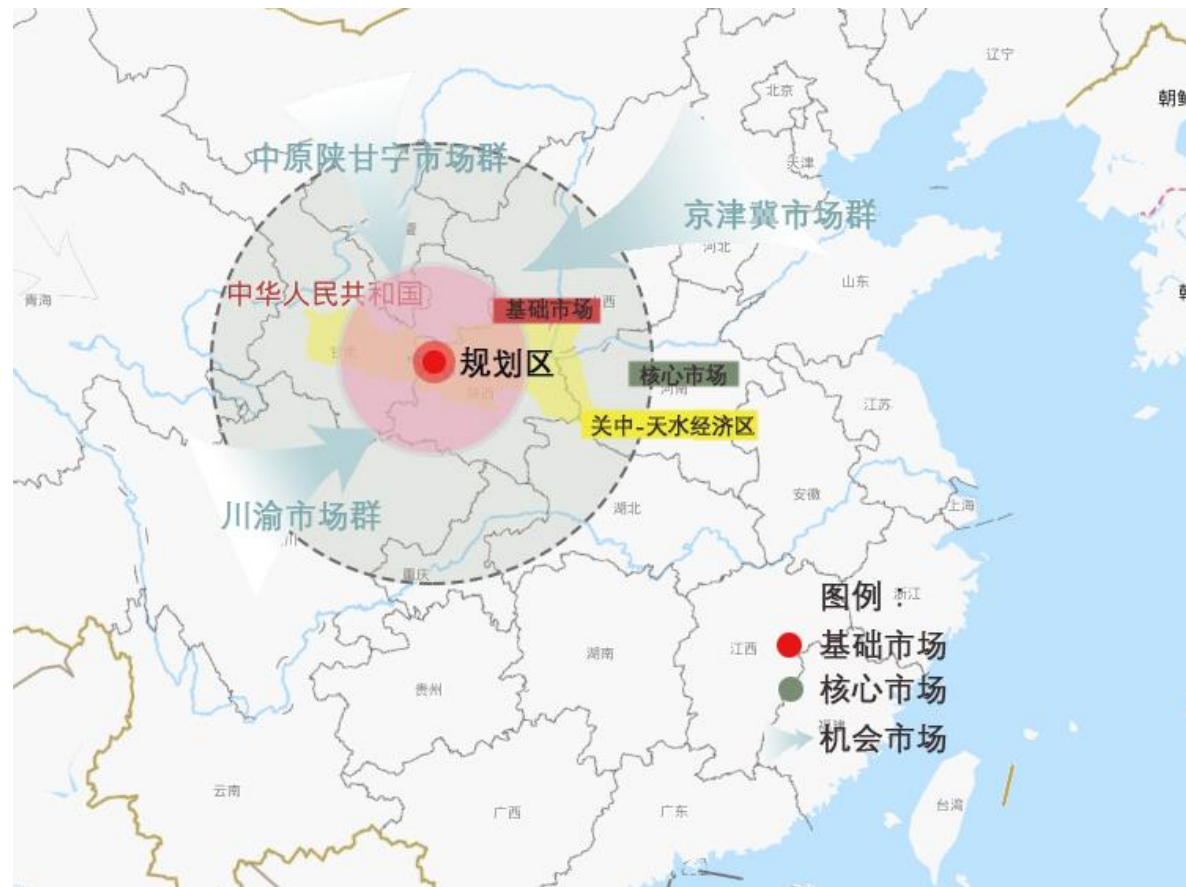 辽宁
北京
朝鲜
天津
中原陕甘宁市场群
京津冀市场群
河北
山东
青海
中华人民共和国
基础市场
规划区
核心市场
河南
陕西
江苏
关中-天水经济区
川渝市场群
湖北
安徽
上海
重庆
图例：
浙江
基础市场
湖南
江西
贵州
核心市场
福建
机会市场
云南
广西
广东
台湾